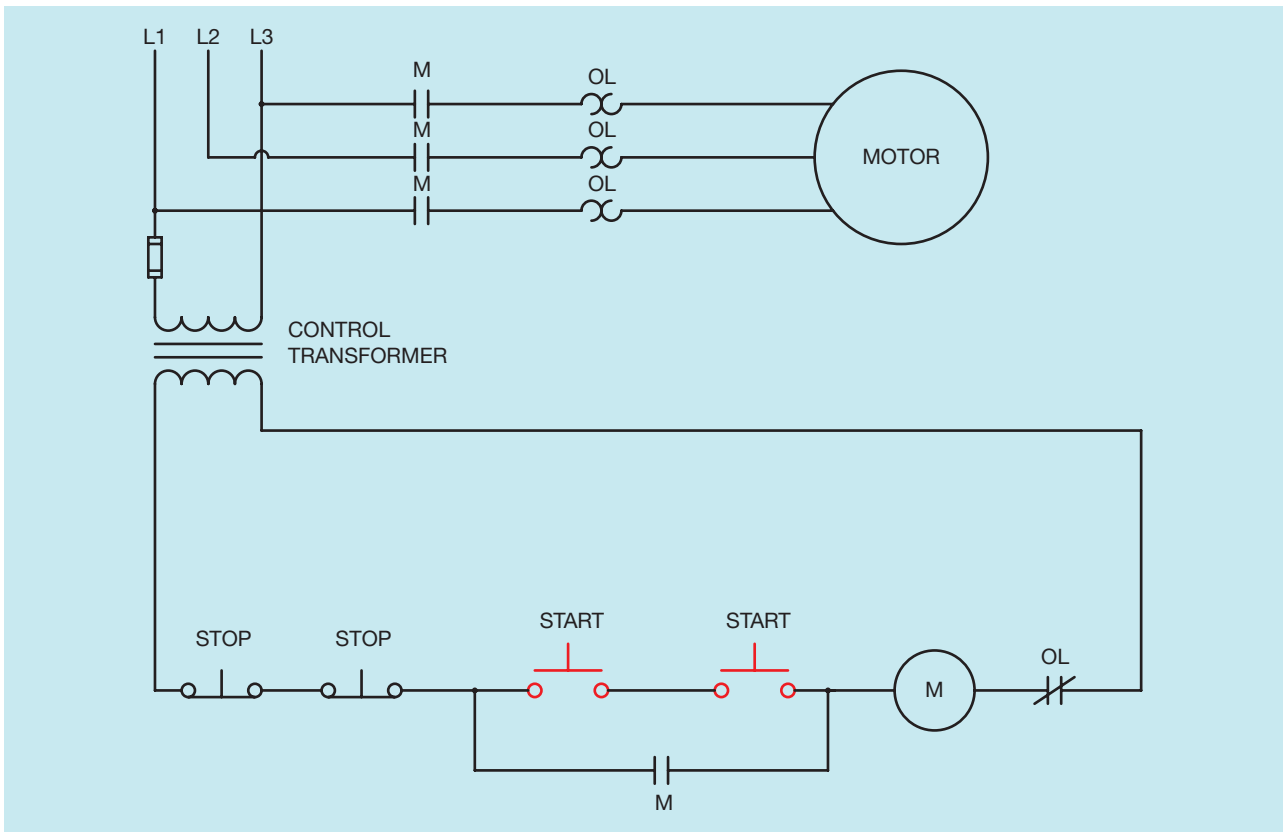 L1 L2 L3
M
OL
M
OL
MOTOR
M
OL
CONTROL
TRANSFORMER
STOP
STOP
START
START
OL
M
M